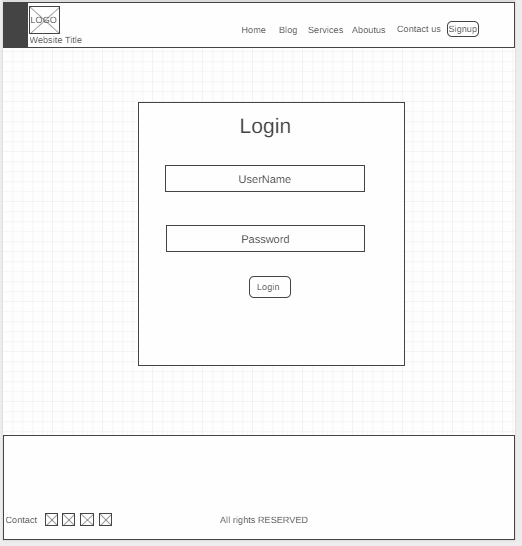 LOGO
Website Title
Home Blog Services Aboutus Contact us Signup
Login
UserName
Password
Login
Contact All rights RESERVED